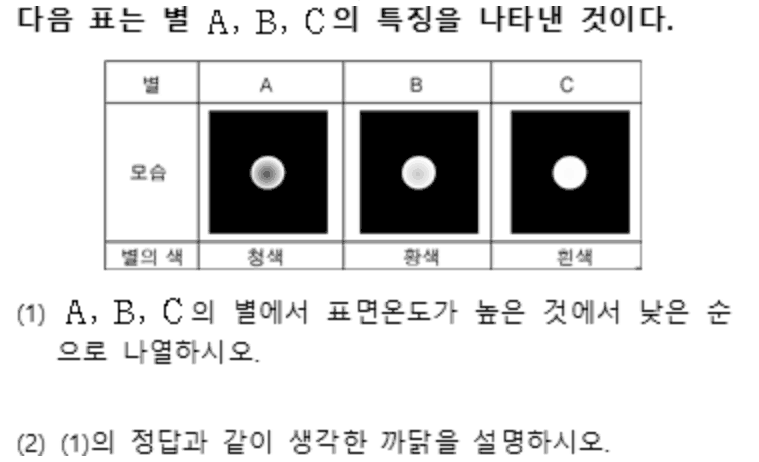 다음 표는 별 A, B, C의 특징을 나타낸 것이다.
별 A B C
모습
별의 색 청색 황색 흰색
(1) A, B, C의 별에서 표면온도가 높은 것에서 낮은 순
으로 나열하시오.
(2) (1)의 정답과 같이 생각한 까닭을 설명하시오.